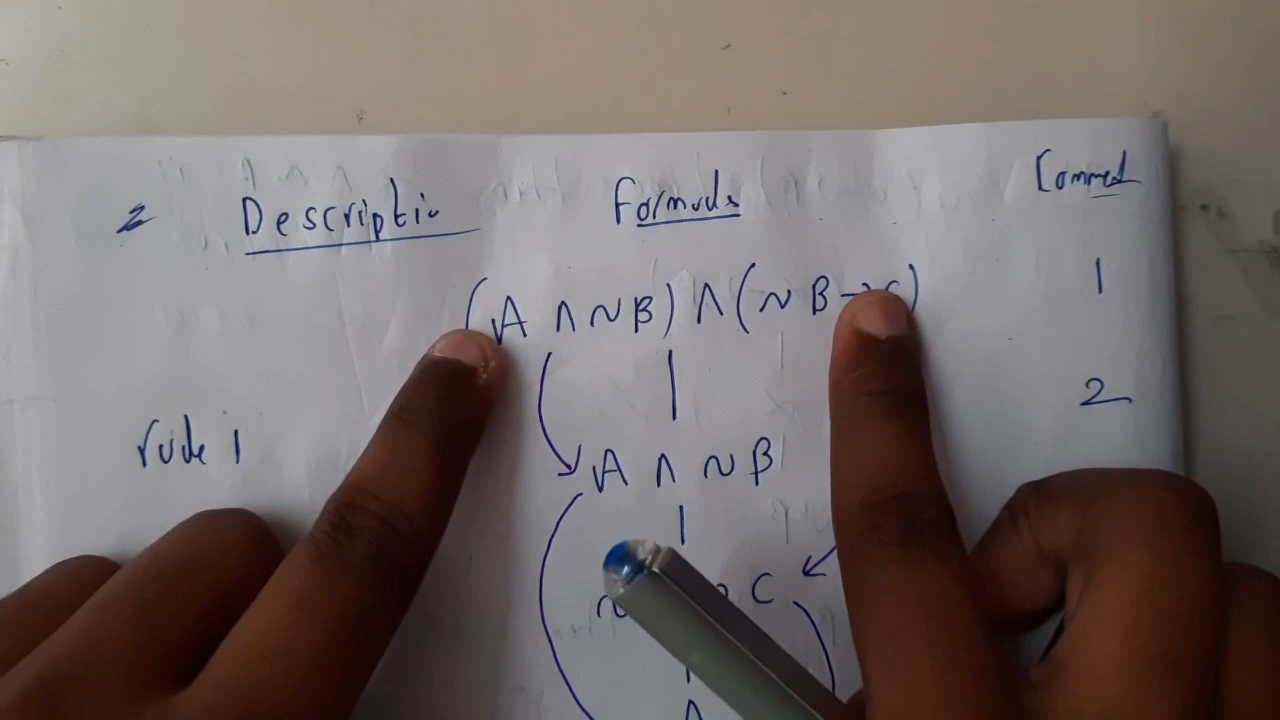 2 Descriptio Formula Comment
(A ∧ ~B) ∧ (~B → C) 1
2
rule 1
A ∧ ~B
~ C
A